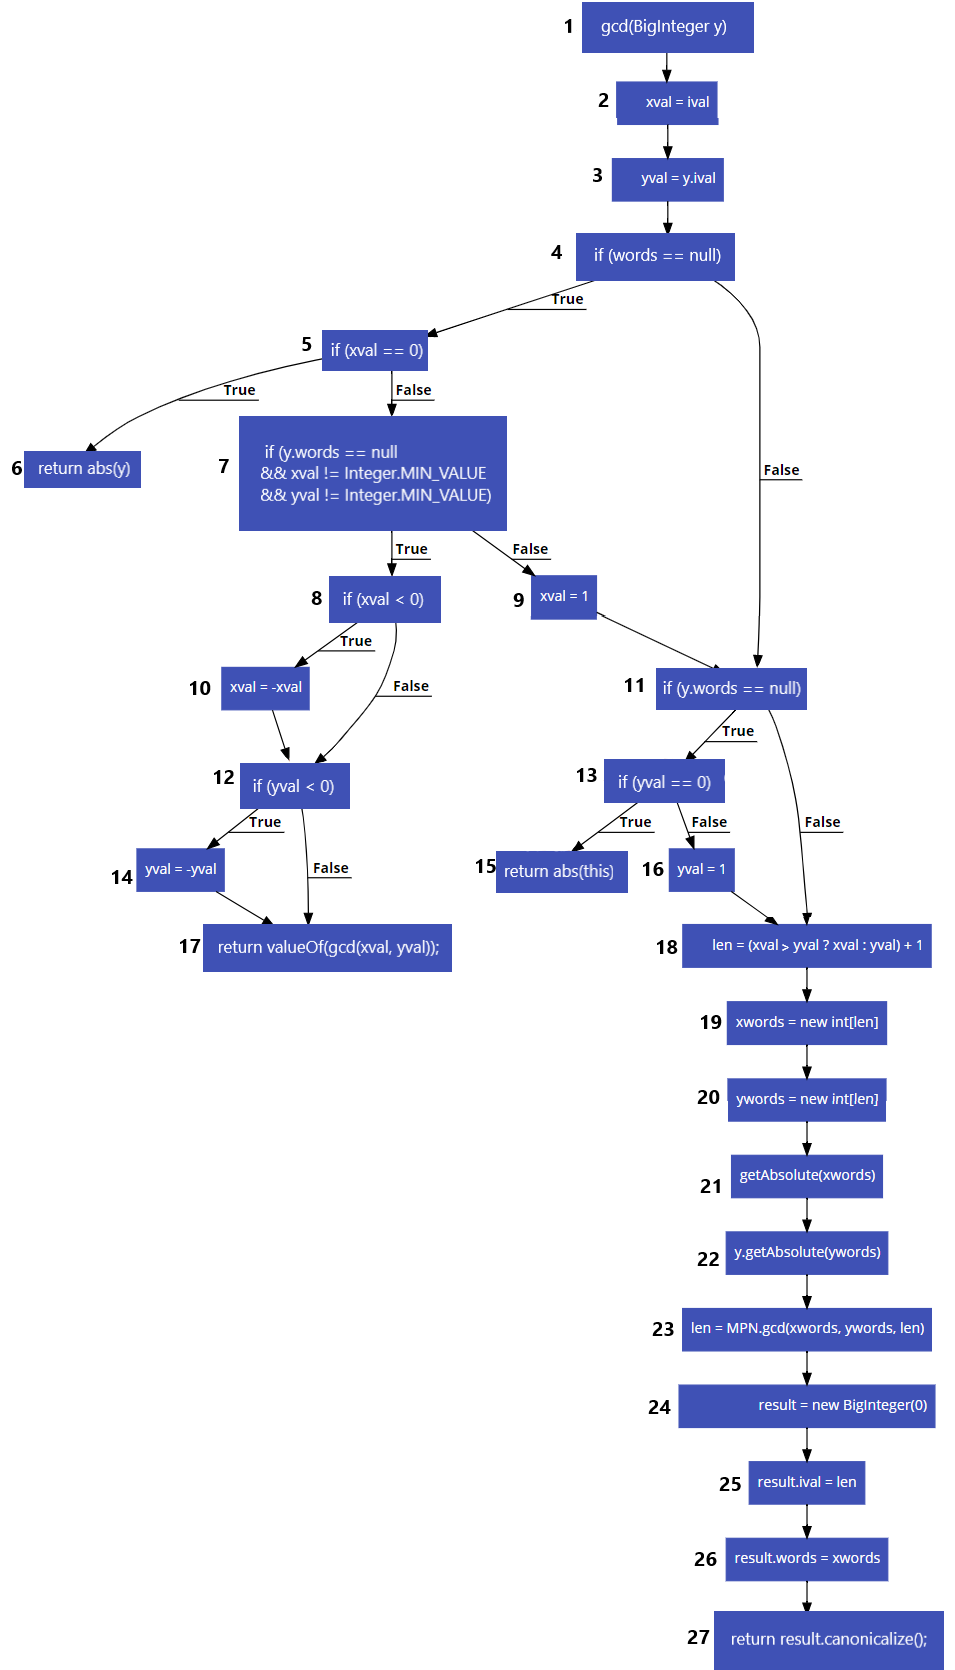 1 gcd(BigInteger y)
2 xval = ival
3 yval = y.ival
4 if (words == null)
True
False
5 if (xval == 0)
True
False
6 return abs(y)
7 if (y.words == null
&& xval != Integer.MIN_VALUE
&& yval != Integer.MIN_VALUE)
True
False
8 if (xval < 0)
9 xval = 1
True
False
10 xval = -xval
11 if (y.words == null)
True
False
12 if (yval < 0)
13 if (yval == 0)
True
False
True
False
14 yval = -yval
15 return abs(this)
16 yval = 1
17 return valueOf(gcd(xval, yval));
18 len = (xval > yval ? xval : yval) + 1
19 xwords = new int[len]
20 ywords = new int[len]
21 getAbsolute(xwords)
22 y.getAbsolute(ywords)
23 len = MPN.gcd(xwords, ywords, len)
24 result = new BigInteger(0)
25 result.ival = len
26 result.words = xwords
27 return result.canonicalize();